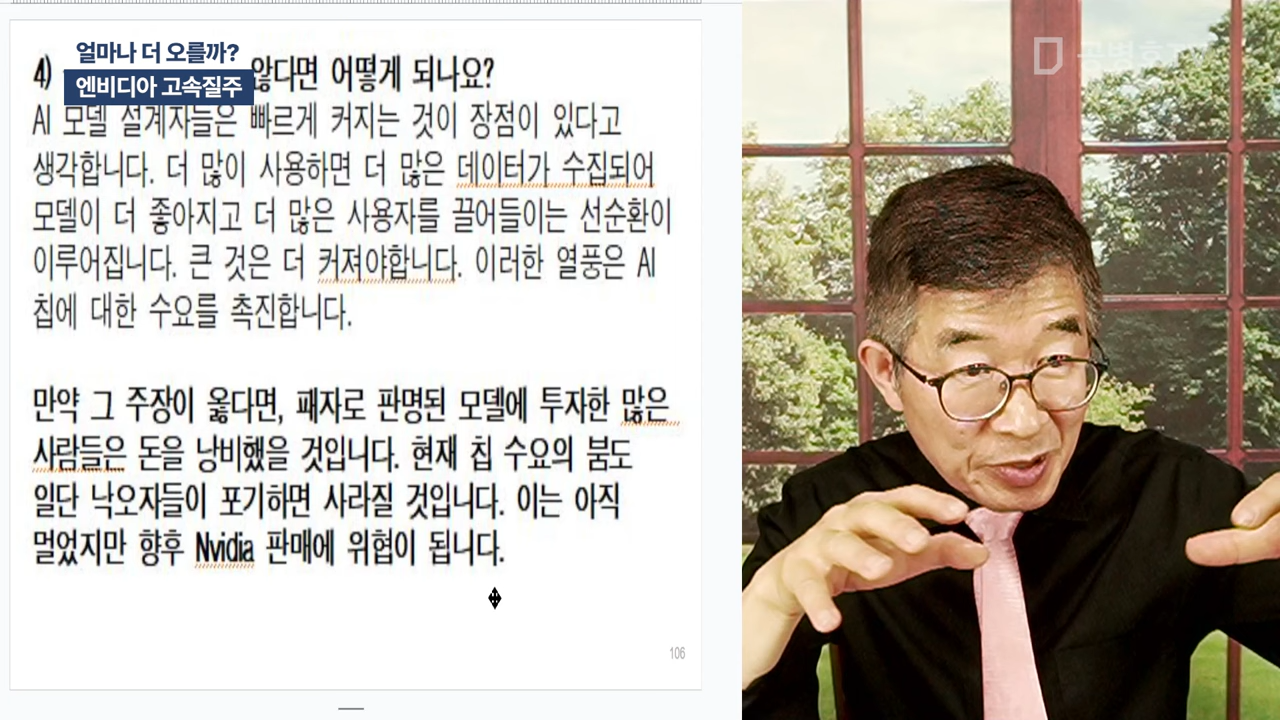 얼마나 더 오를까?
엔비디아 고속질주
4)
않다면 어떻게 되나요?
AI 모델 설계자들은 빠르게 커지는 것이 장점이 있다고
생각합니다. 더 많이 사용하면 더 많은 데이터가 수집되어
모델이 더 좋아지고 더 많은 사용자를 끌어들이는 선순환이
이루어집니다. 큰 것은 더 커져야합니다. 이러한 열풍은 AI
칩에 대한 수요를 촉진합니다.
만약 그 주장이 옳다면, 패자로 판명된 모델에 투자한 많은
사람들은 돈을 낭비했을 것입니다. 현재 칩 수요의 붐도
일단 낙오자들이 포기하면 사라질 것입니다. 이는 아직
멀었지만 향후 Nvidia 판매에 위협이 됩니다.
106